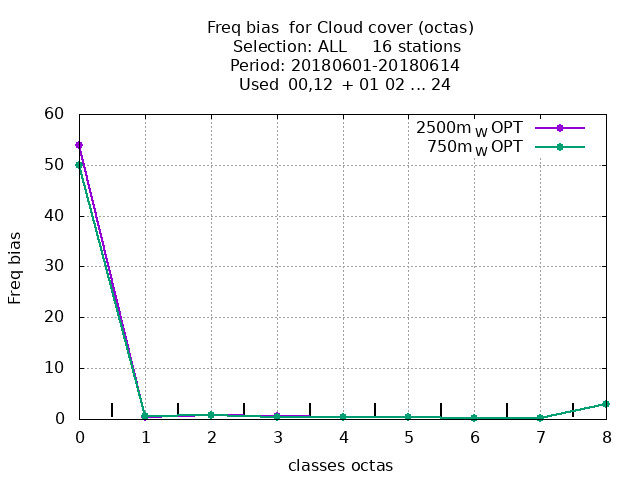 Freq bias for Cloud cover (octas)
Selection: ALL 16 stations
Period: 20180601-20180614
Used 00,12 + 01 02 ... 24
2500m W OPT
750m W OPT
60
50
40
30
20
10
0
Freq bias
0 1 2 3 4 5 6 7 8
classes octas